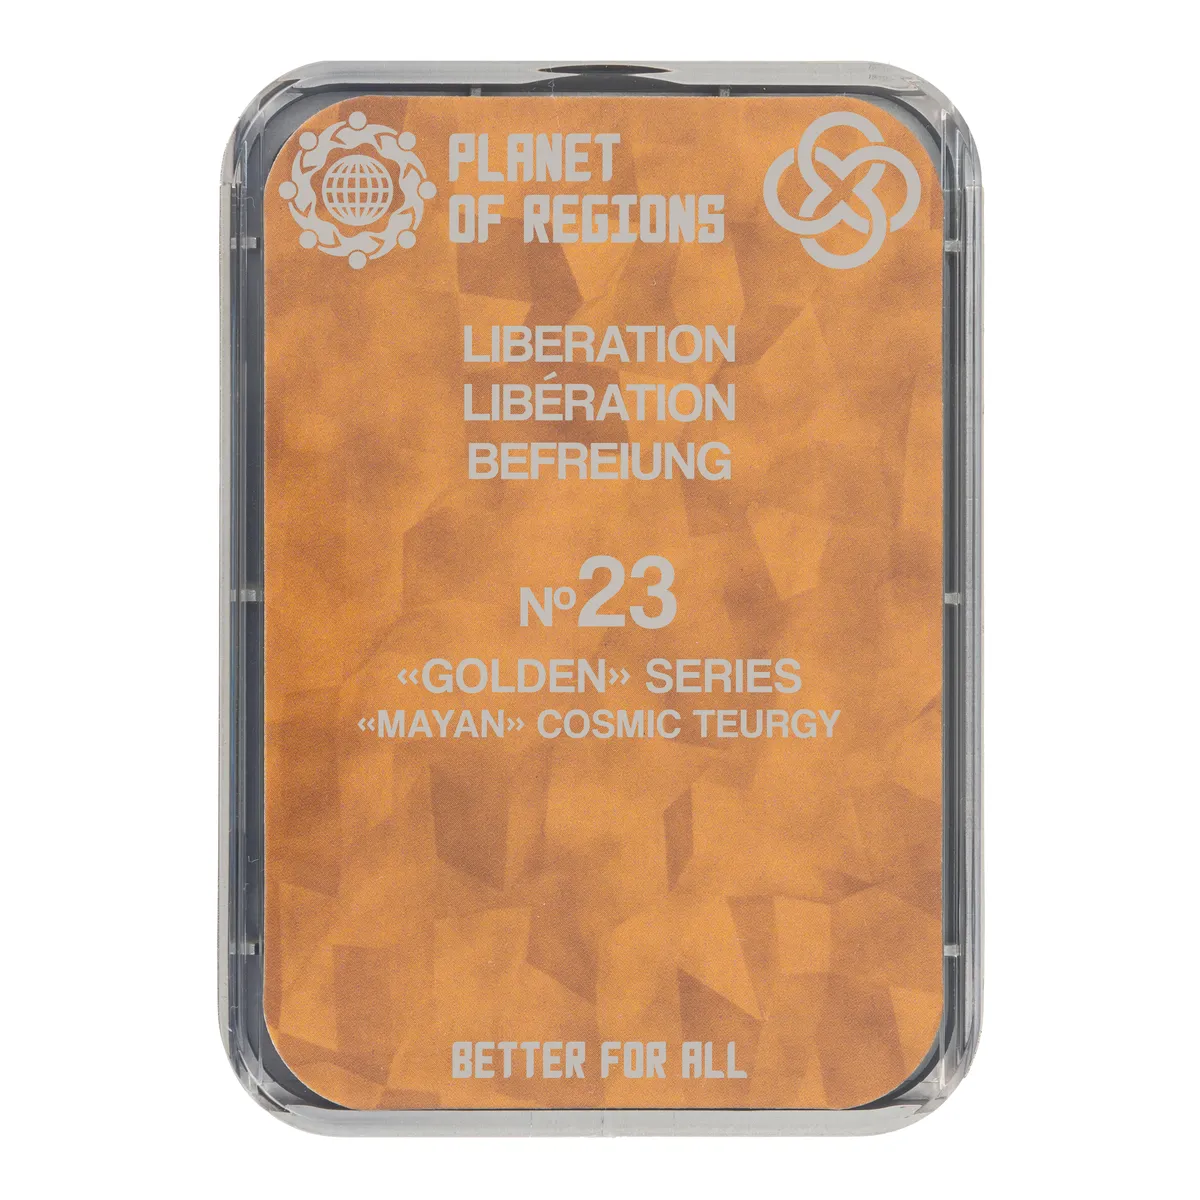 PLANET
OF REGIONS
LIBERATION
LIBÉRATION
BEFREIUNG
Nº23
«GOLDEN» SERIES
«MAYAN» COSMIC TEURGY
BETTER FOR ALL